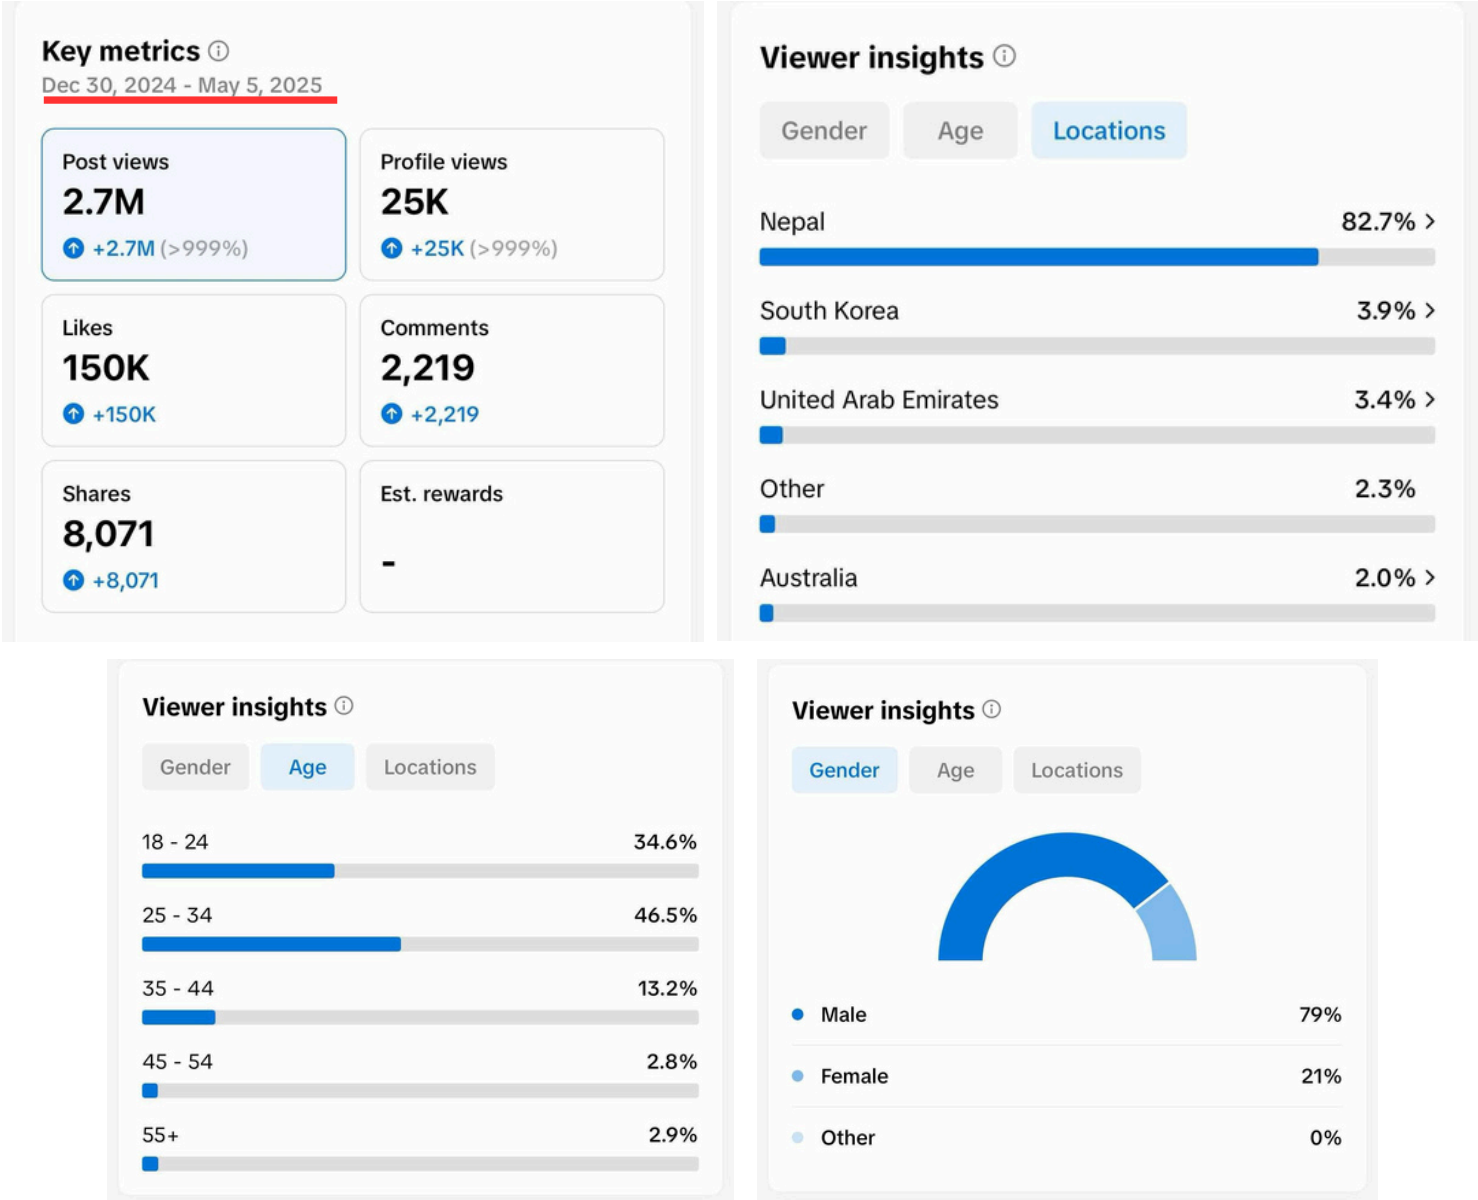 Key metrics
Dec 30, 2024 - May 5, 2025
Post views
2.7M
+2.7M (>999%)
Profile views
25K
+25K (>999%)
Likes
150K
+150K
Comments
2,219
+2,219
Shares
8,071
+8,071
Est. rewards
-
Viewer insights
Gender Age Locations
Nepal 82.7% >
South Korea 3.9% >
United Arab Emirates 3.4% >
Other 2.3%
Australia 2.0% >
Viewer insights
Gender Age Locations
18 - 24 34.6%
25 - 34 46.5%
35 - 44 13.2%
45 - 54 2.8%
55+ 2.9%
Viewer insights
Gender Age Locations
Male 79%
Female 21%
Other 0%